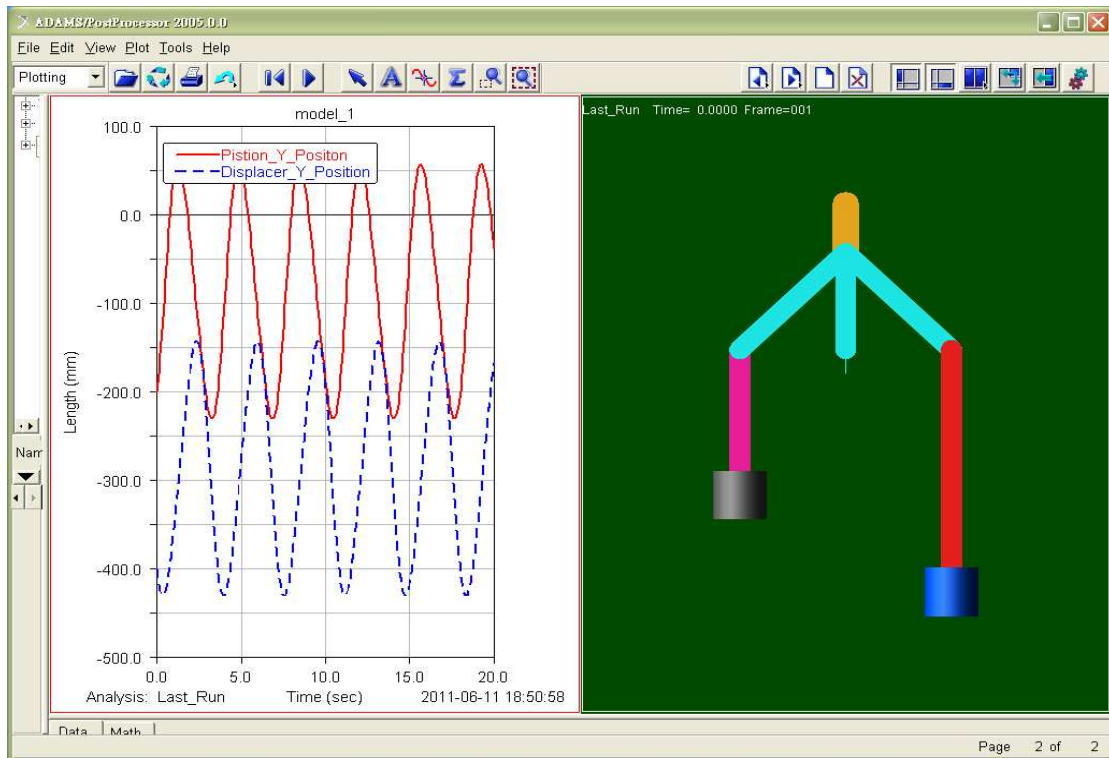 ADAMS/PostProcessor 2005.0.0
File Edit View Plot Tools Help
Plotting
model_1
Last_Run Time= 0.0000 Frame=001
100.0
Pistion_Y_Positon
Displacer_Y_Position
0.0
-100.0
Length (mm)
-200.0
Nam
-300.0
-400.0
-500.0
0.0 5.0 10.0 15.0 20.0
Analysis: Last_Run Time (sec) 2011-06-11 18:50:58
Data Math
Page 2 of 2